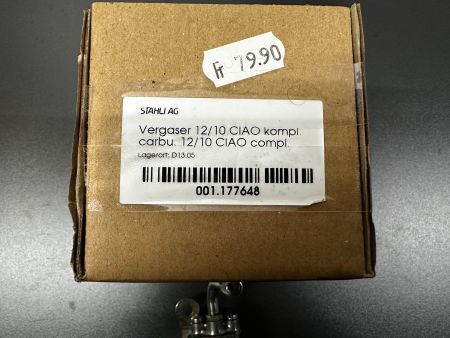 Fr 79.90
STAHLI AG
Vergaser 12/10 CIAO kompl.
carbu. 12/10 CIAO compl.
Lagerort: D13.05
001.177648